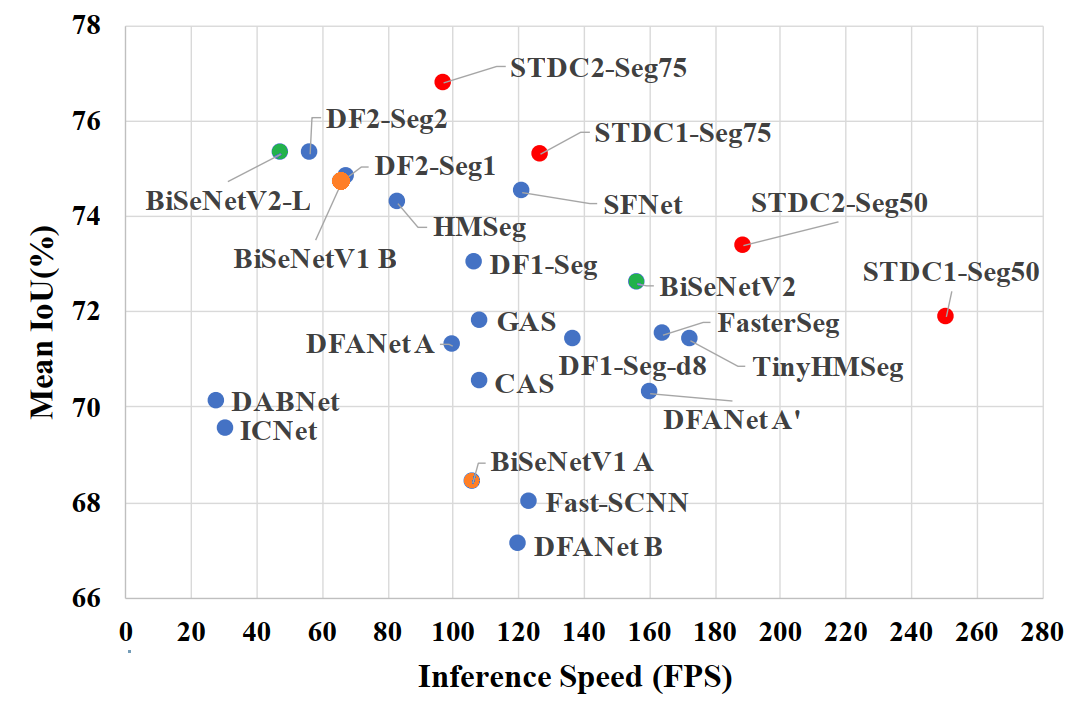 78
76
74
72
70
68
66
Mean IoU(%)
STDC2-Seg75
DF2-Seg2
STDC1-Seg75
DF2-Seg1
BiSeNetV2-L
SFNet
STDC2-Seg50
HMSeg
BiSeNetV1 B
DF1-Seg
STDC1-Seg50
BiSeNetV2
GAS
FasterSeg
DFANet A
DF1-Seg-d8
TinyHMSeg
CAS
DABNet
DFANet A'
ICNet
BiSeNetV1 A
Fast-SCNN
DFANet B
0 20 40 60 80 100 120 140 160 180 200 220 240 260 280
Inference Speed (FPS)